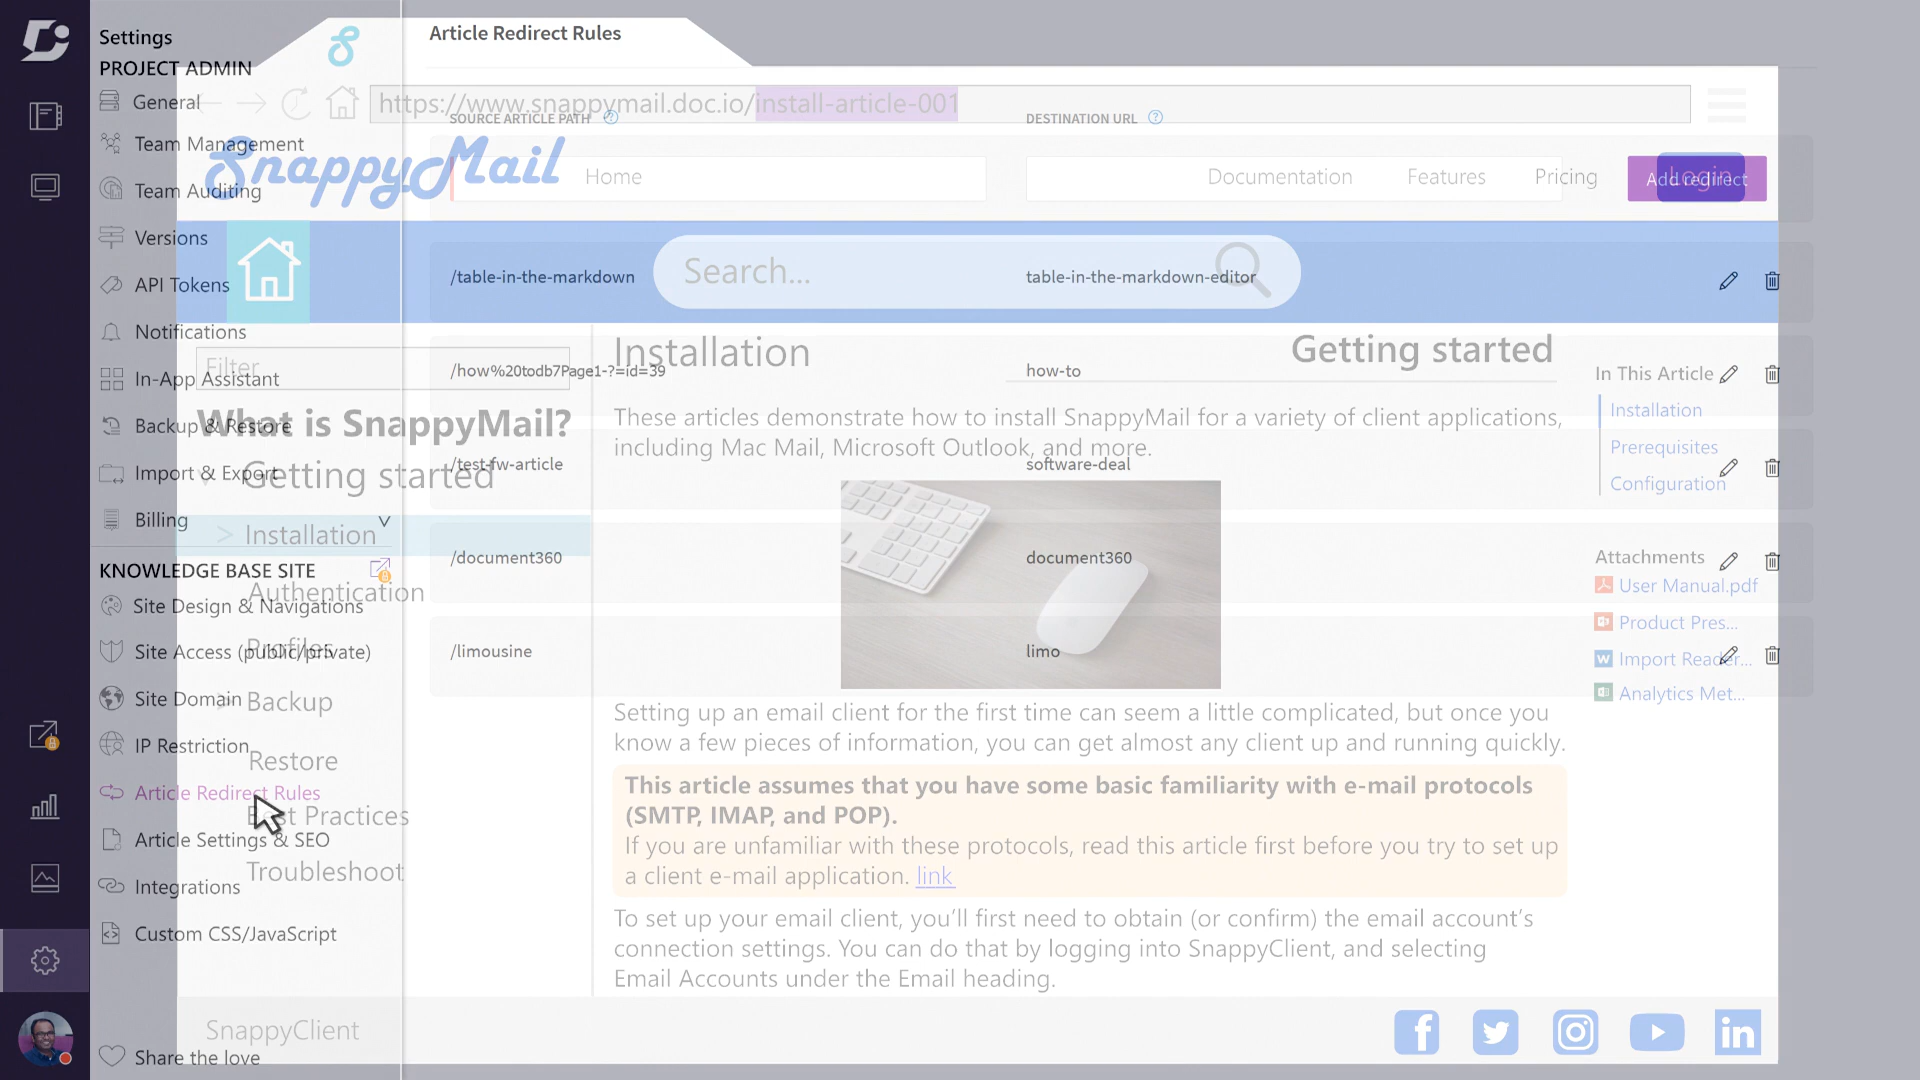 Settings
PROJECT ADMIN
General
Team Management
Team Auditing
Versions
API Tokens
Notifications
In-App Assistant
Backup & Restore
Import & Export
Billing
KNOWLEDGE BASE SITE
Site Design & Navigations
Site Access (public/private)
Site Domain
IP Restriction
Article Redirect Rules
Article Settings & SEO
Integrations
Custom CSS/JavaScript
Share the love
Article Redirect Rules
SOURCE ARTICLE PATH
DESTINATION URL
Add redirect
/table-in-the-markdown
table-in-the-markdown-editor
/how%20todb7Page1-?=id=39
how-to
/test-fw-article
software-deal
/document360
document360
/limousine
limo
https://www.snappymail.doc.io/install-article-001
SnappyMail
Home
Documentation
Features
Pricing
Login
Search...
Filter
What is SnappyMail?
Getting started
> Installation
Authentication
Profiles
Backup
Restore
Best Practices
Troubleshoot
SnappyClient
Installation
Getting started
These articles demonstrate how to install SnappyMail for a variety of client applications,
including Mac Mail, Microsoft Outlook, and more.
Setting up an email client for the first time can seem a little complicated, but once you
know a few pieces of information, you can get almost any client up and running quickly.
This article assumes that you have some basic familiarity with e-mail protocols
(SMTP, IMAP, and POP).
If you are unfamiliar with these protocols, read this article first before you try to set up
a client e-mail application. link
To set up your email client, you’ll first need to obtain (or confirm) the email account’s
connection settings. You can do that by logging into SnappyClient, and selecting
Email Accounts under the Email heading.
In This Article
Installation
Prerequisites
Configuration
Attachments
User Manual.pdf
Product Pres...
Import Reader...
Analytics Met...